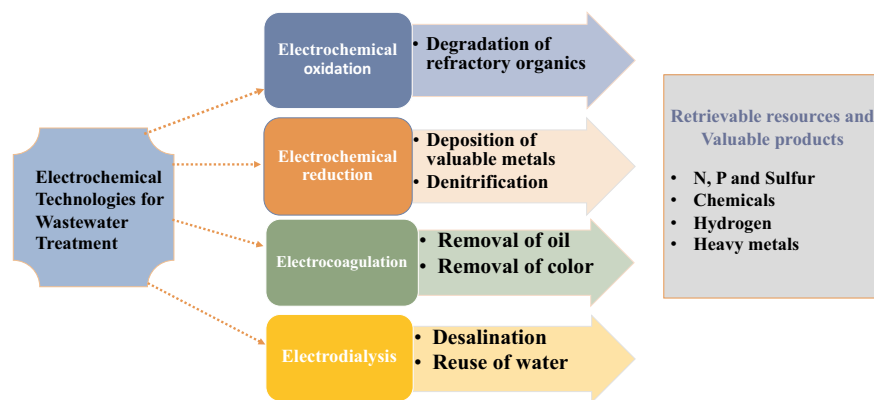 Electrochemical
Technologies for
Wastewater
Treatment
Electrochemical
oxidation
• Degradation of
refractory organics
Electrochemical
reduction
• Deposition of
valuable metals
• Denitrification
Electrocoagulation
• Removal of oil
• Removal of color
Electrodialysis
• Desalination
• Reuse of water
Retrievable resources and
Valuable products
• N, P and Sulfur
• Chemicals
• Hydrogen
• Heavy metals